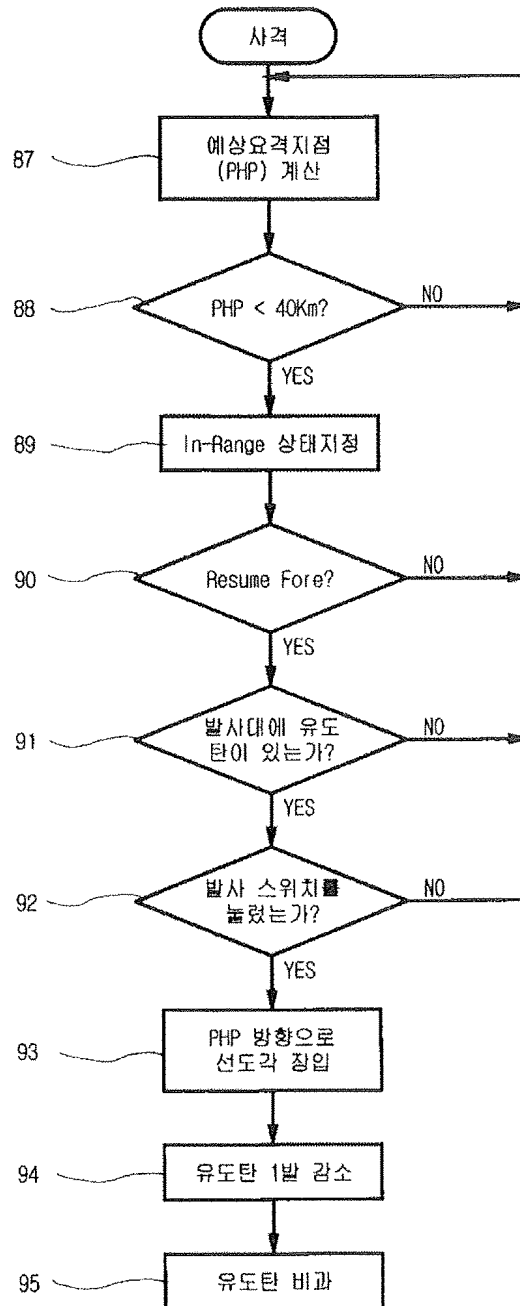 사격
87
예상요격지점
(PHP) 계산
88
PHP < 40Km?
NO
YES
89
In-Range 상태지정
90
Resume Fore?
NO
YES
91
발사대에 유도
탄이 있는가?
NO
YES
92
발사 스위치를
눌렀는가?
NO
YES
93
PHP 방향으로
선도각 장입
94
유도탄 1발 감소
95
유도탄 비과